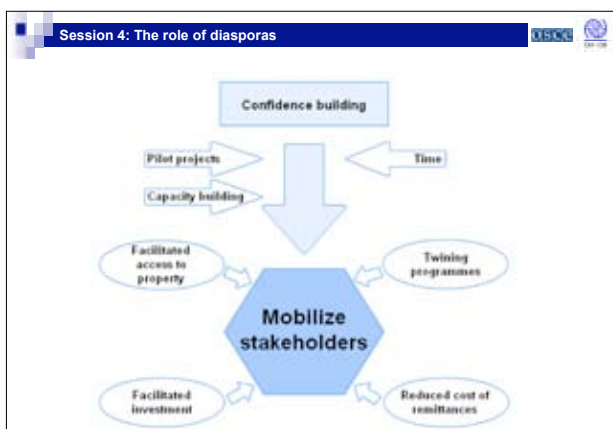 Session 4: The role of diasporas
osce
Confidence building
Pilot projects
Time
Capacity building
Facilitated
access to
property
Twining
programmes
Mobilize
stakeholders
Facilitated
investment
Reduced cost of
remittances